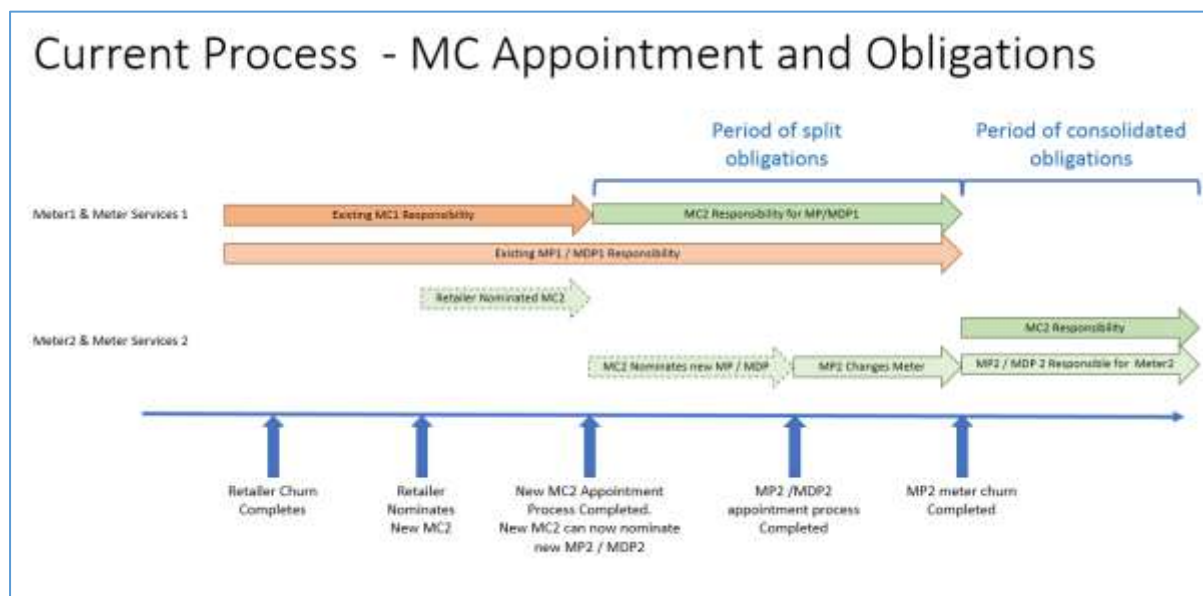 Current Process - MC Appointment and Obligations
Period of split
obligations
Period of consolidated
obligations
Meter1 & Meter Services 1
Existing MC1 Responsibility
MC2 Responsibility for MP/MDP1
Existing MP1 / MDP1 Responsibility
Retailer Nominated MC2
Meter2 & Meter Services 2
MC2 Responsibility
MC2 Nominates new MP / MDP
MP2 Changes Meter
MP2 / MDP 2 Responsible for Meter2
Retailer Churn
Completes
Retailer
Nominates
New MC2
New MC2 Appointment
Process Completed.
New MC2 can now nominate
new MP2 / MDP2
MP2 /MDP2
appointment process
Completed
MP2 meter churn
Completed